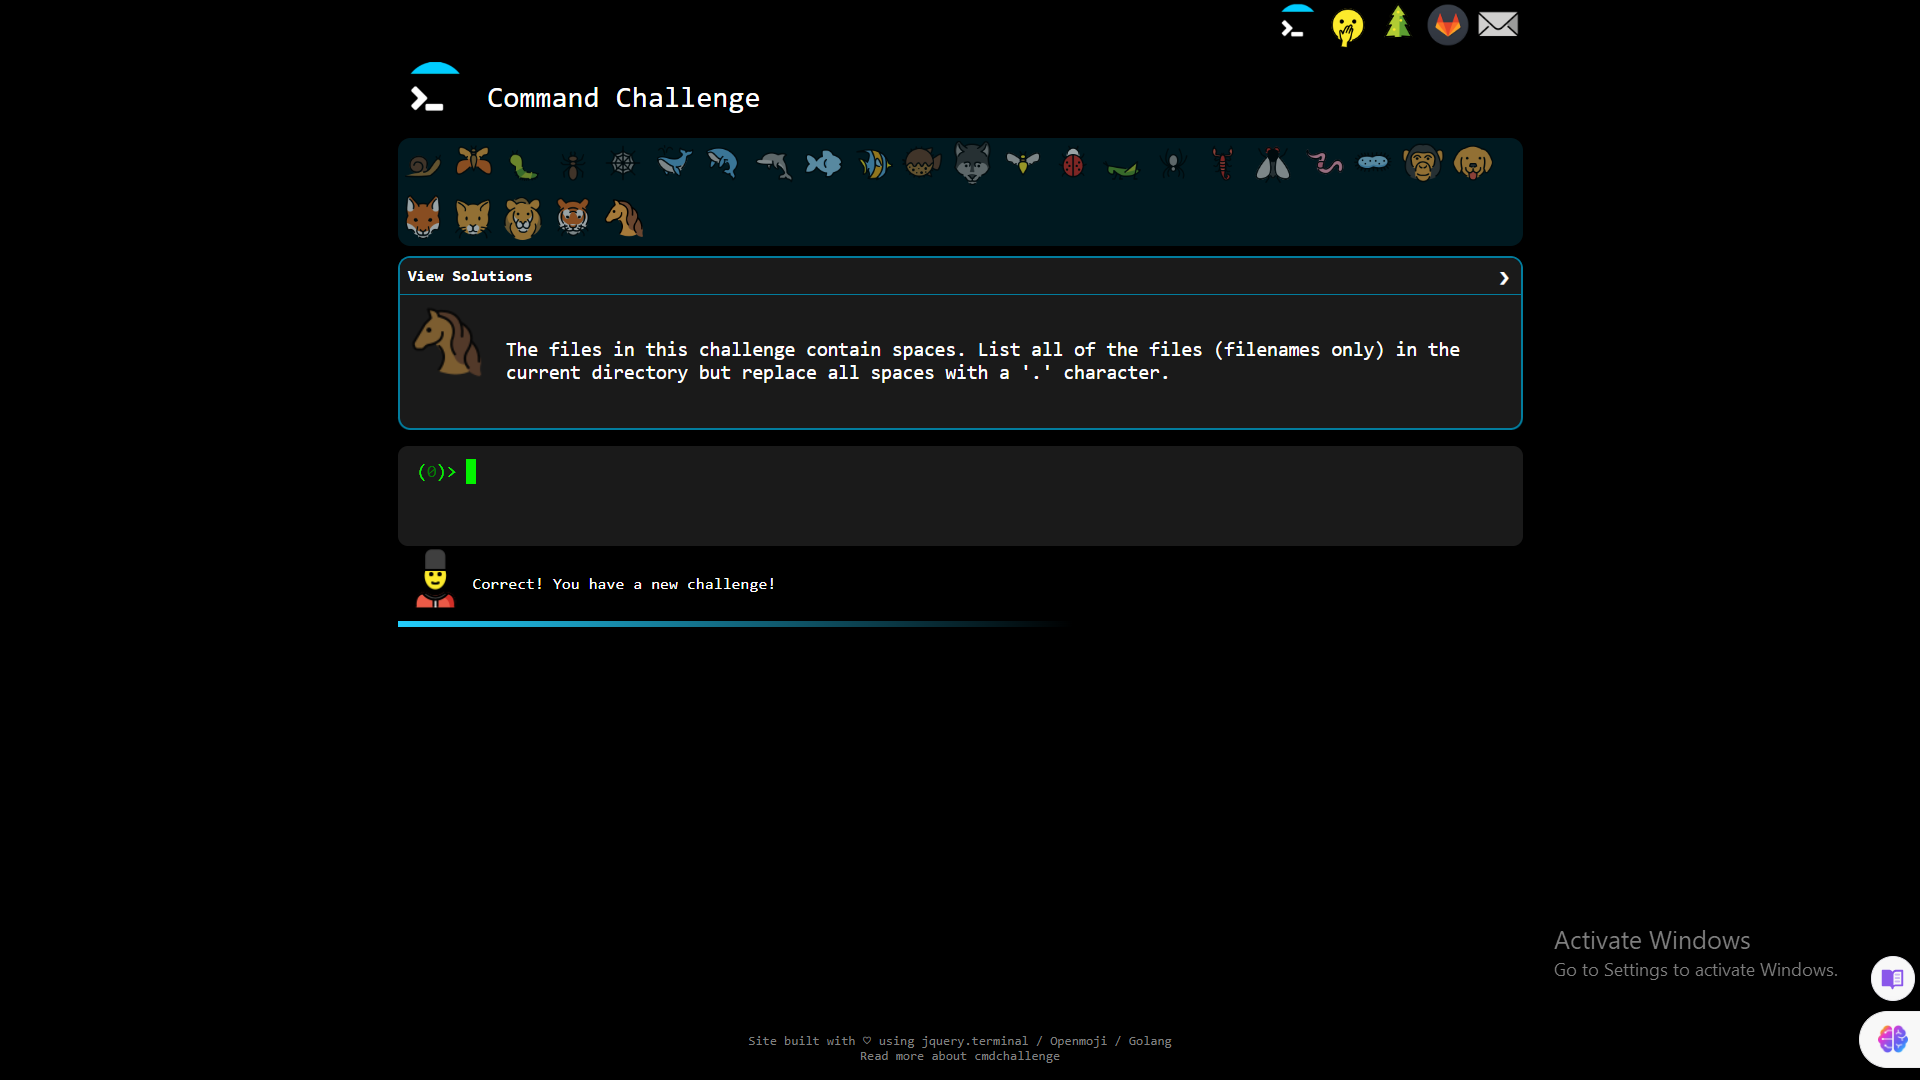 Command Challenge
View Solutions
The files in this challenge contain spaces. List all of the files (filenames only) in the
current directory but replace all spaces with a '.' character.
(0)>
Correct! You have a new challenge!
Activate Windows
Go to Settings to activate Windows.
Site built with ♡ using jquery.terminal / Openmoji / Golang
Read more about cmdchallenge